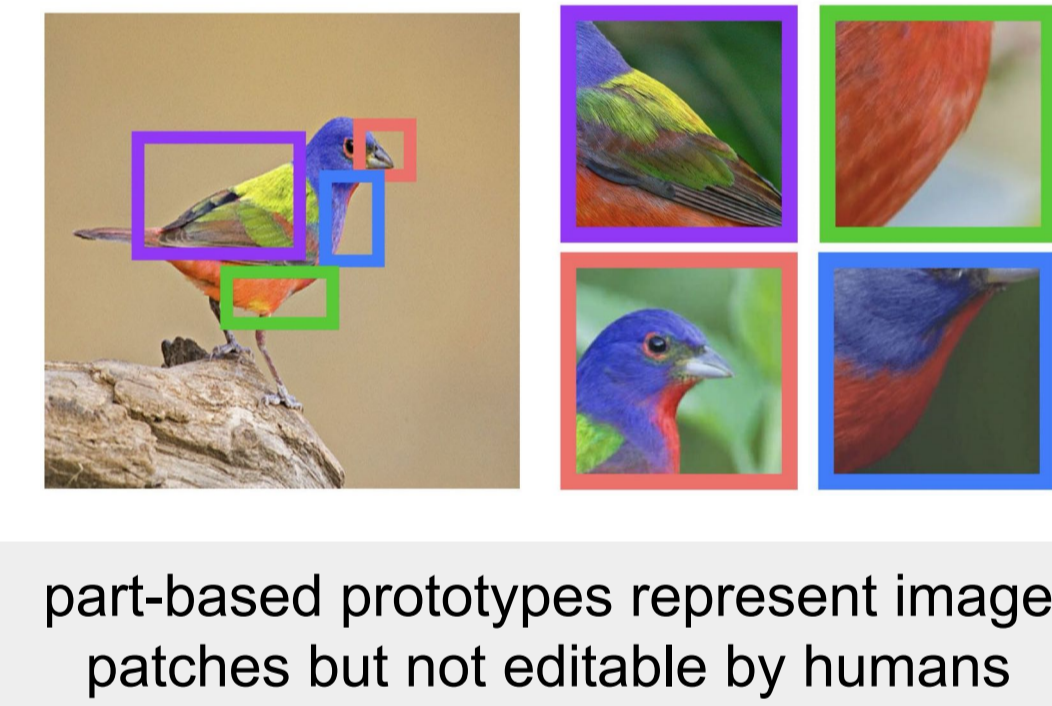 part-based prototypes represent image
patches but not editable by humans